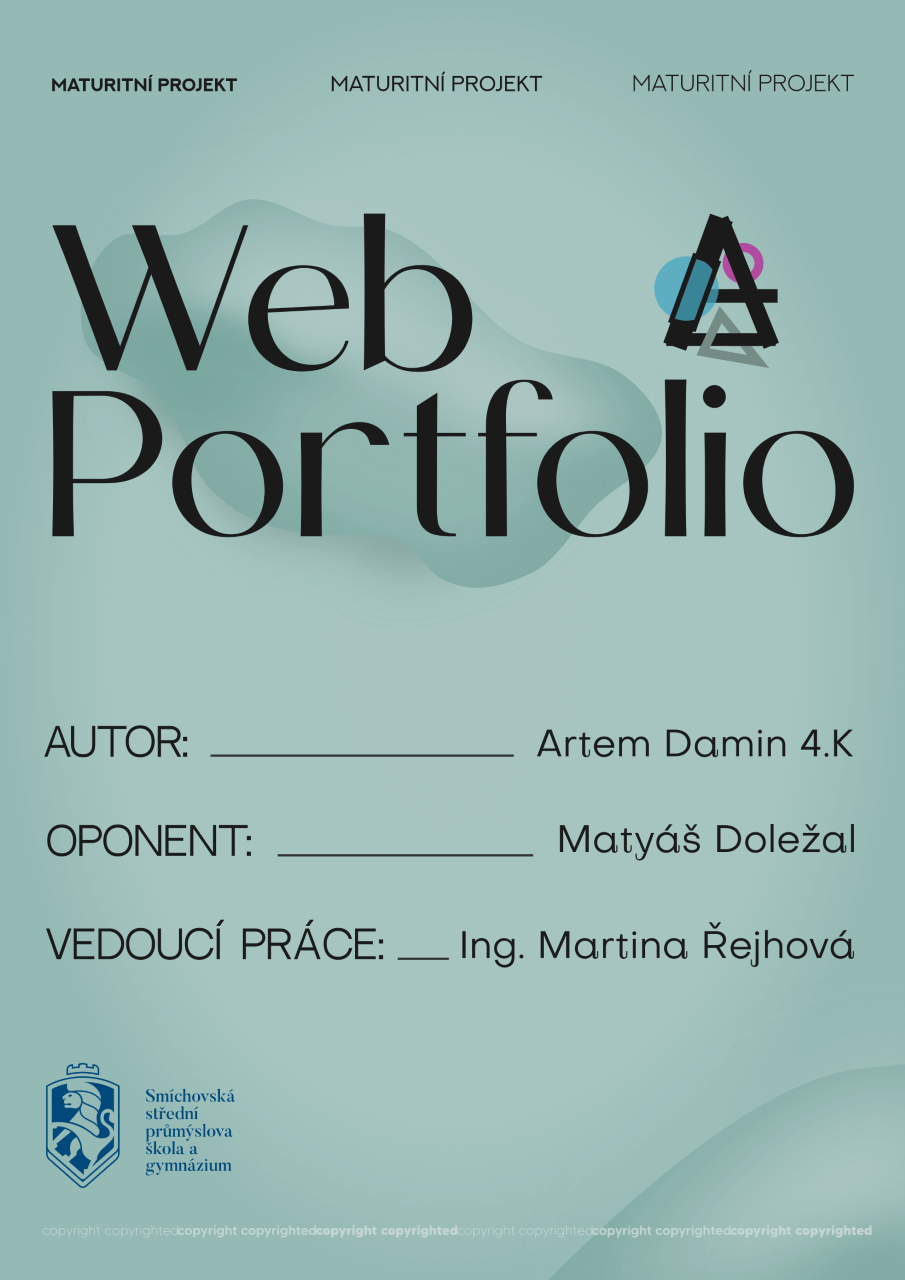 MATURITNÍ PROJEKT MATURITNÍ PROJEKT MATURITNÍ PROJEKT
Web
Portfolio
AUTOR: Artem Damin 4.K
OPONENT: Matyáš Doležal
VEDOUCÍ PRÁCE: Ing. Martina Řejhová
Smíchovská
střední
průmýslova
škola a
gymnázium
copyright copyrightedcopyright copyrightedcopyright copyrightedcopyright copyrightedcopyright copyrightedcopyright copyrighted